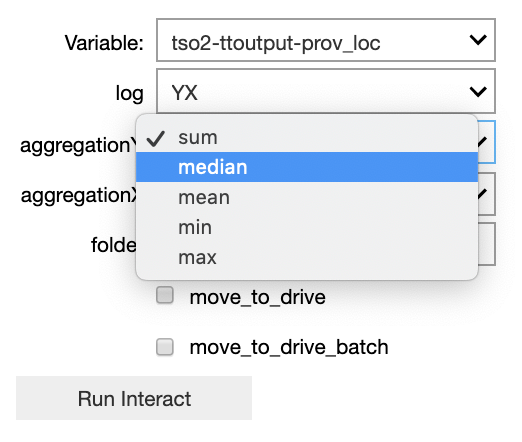 Variable: tso2-ttoutput-prov_loc
log YX
✓ sum
aggregationY
median
aggregationX
mean
min
folde
max
move_to_drive
move_to_drive_batch
Run Interact